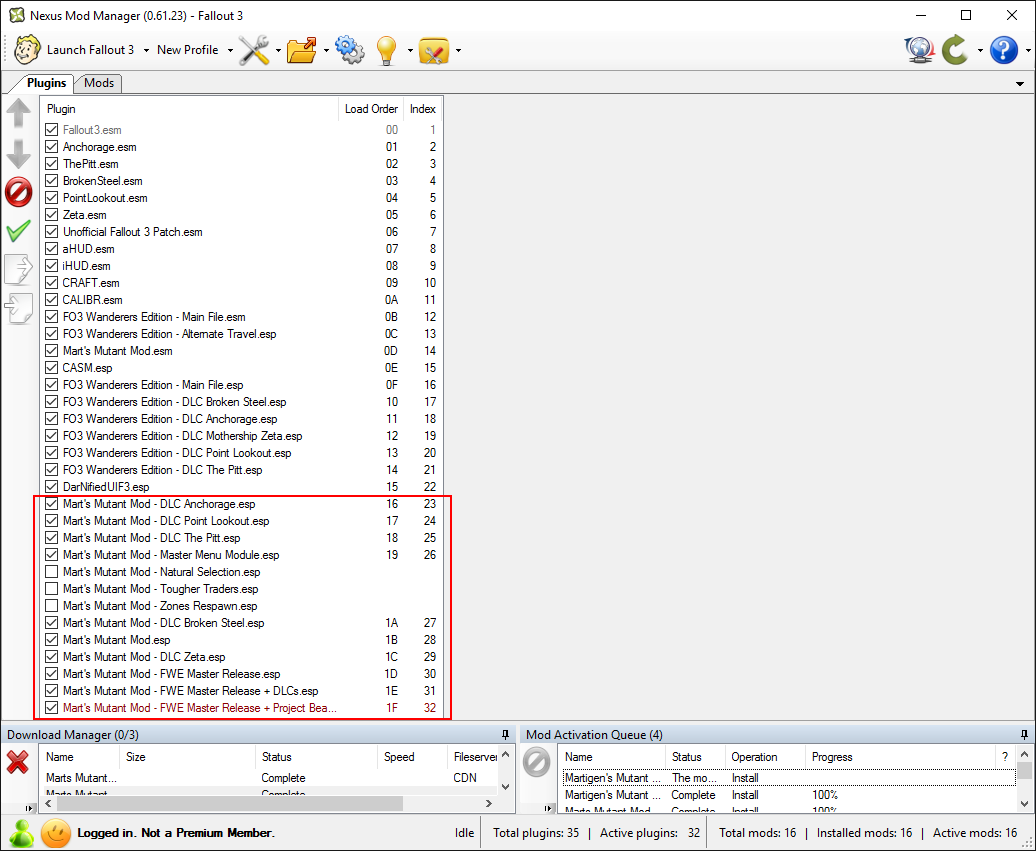 Nexus Mod Manager (0.61.23) - Fallout 3
Launch Fallout 3 New Profile
Plugins Mods
Plugin Load Order Index
Fallout3.esm 00 1
Anchorage.esm 01 2
ThePitt.esm 02 3
BrokenSteel.esm 03 4
PointLookout.esm 04 5
Zeta.esm 05 6
Unofficial Fallout 3 Patch.esm 06 7
aHUD.esm 07 8
iHUD.esm 08 9
CRAFT.esm 09 10
CALIBR.esm 0A 11
FO3 Wanderers Edition - Main File.esm 0B 12
FO3 Wanderers Edition - Alternate Travel.esp 0C 13
Mart's Mutant Mod.esm 0D 14
CASM.esp 0E 15
FO3 Wanderers Edition - Main File.esp 0F 16
FO3 Wanderers Edition - DLC Broken Steel.esp 10 17
FO3 Wanderers Edition - DLC Anchorage.esp 11 18
FO3 Wanderers Edition - DLC Mothership Zeta.esp 12 19
FO3 Wanderers Edition - DLC Point Lookout.esp 13 20
FO3 Wanderers Edition - DLC The Pitt.esp 14 21
DarNifiedUIF3.esp 15 22
Mart's Mutant Mod - DLC Anchorage.esp 16 23
Mart's Mutant Mod - DLC Point Lookout.esp 17 24
Mart's Mutant Mod - DLC The Pitt.esp 18 25
Mart's Mutant Mod - Master Menu Module.esp 19 26
Mart's Mutant Mod - Natural Selection.esp
Mart's Mutant Mod - Tougher Traders.esp
Mart's Mutant Mod - Zones Respawn.esp
Mart's Mutant Mod - DLC Broken Steel.esp 1A 27
Mart's Mutant Mod.esp 1B 28
Mart's Mutant Mod - DLC Zeta.esp 1C 29
Mart's Mutant Mod - FWE Master Release.esp 1D 30
Mart's Mutant Mod - FWE Master Release + DLCs.esp 1E 31
Mart's Mutant Mod - FWE Master Release + Project Bea... 1F 32
Download Manager (0/3)
Name Size Status Speed Fileserver
Marts Mutant... Complete CDN
Marts Mutant... Complete
Mod Activation Queue (4)
Name Status Operation Progress ?
Martigen's Mutant ... The mo... Install
Martigen's Mutant ... Complete Install 100%
Marts Mutant Mod... Complete Install 100%
Logged in. Not a Premium Member. Idle Total plugins: 35 | Active plugins: 32 Total mods: 16 | Installed mods: 16 | Active mods: 16